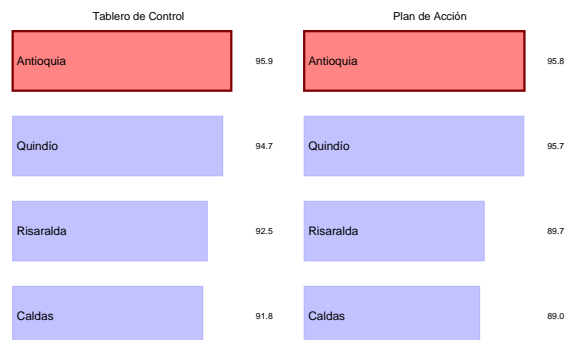 Tablero de Control
Plan de Acción
Antioquia 95.9
Antioquia 95.8
Quindío 94.7
Quindío 95.7
Risaralda 92.5
Risaralda 89.7
Caldas 91.8
Caldas 89.0